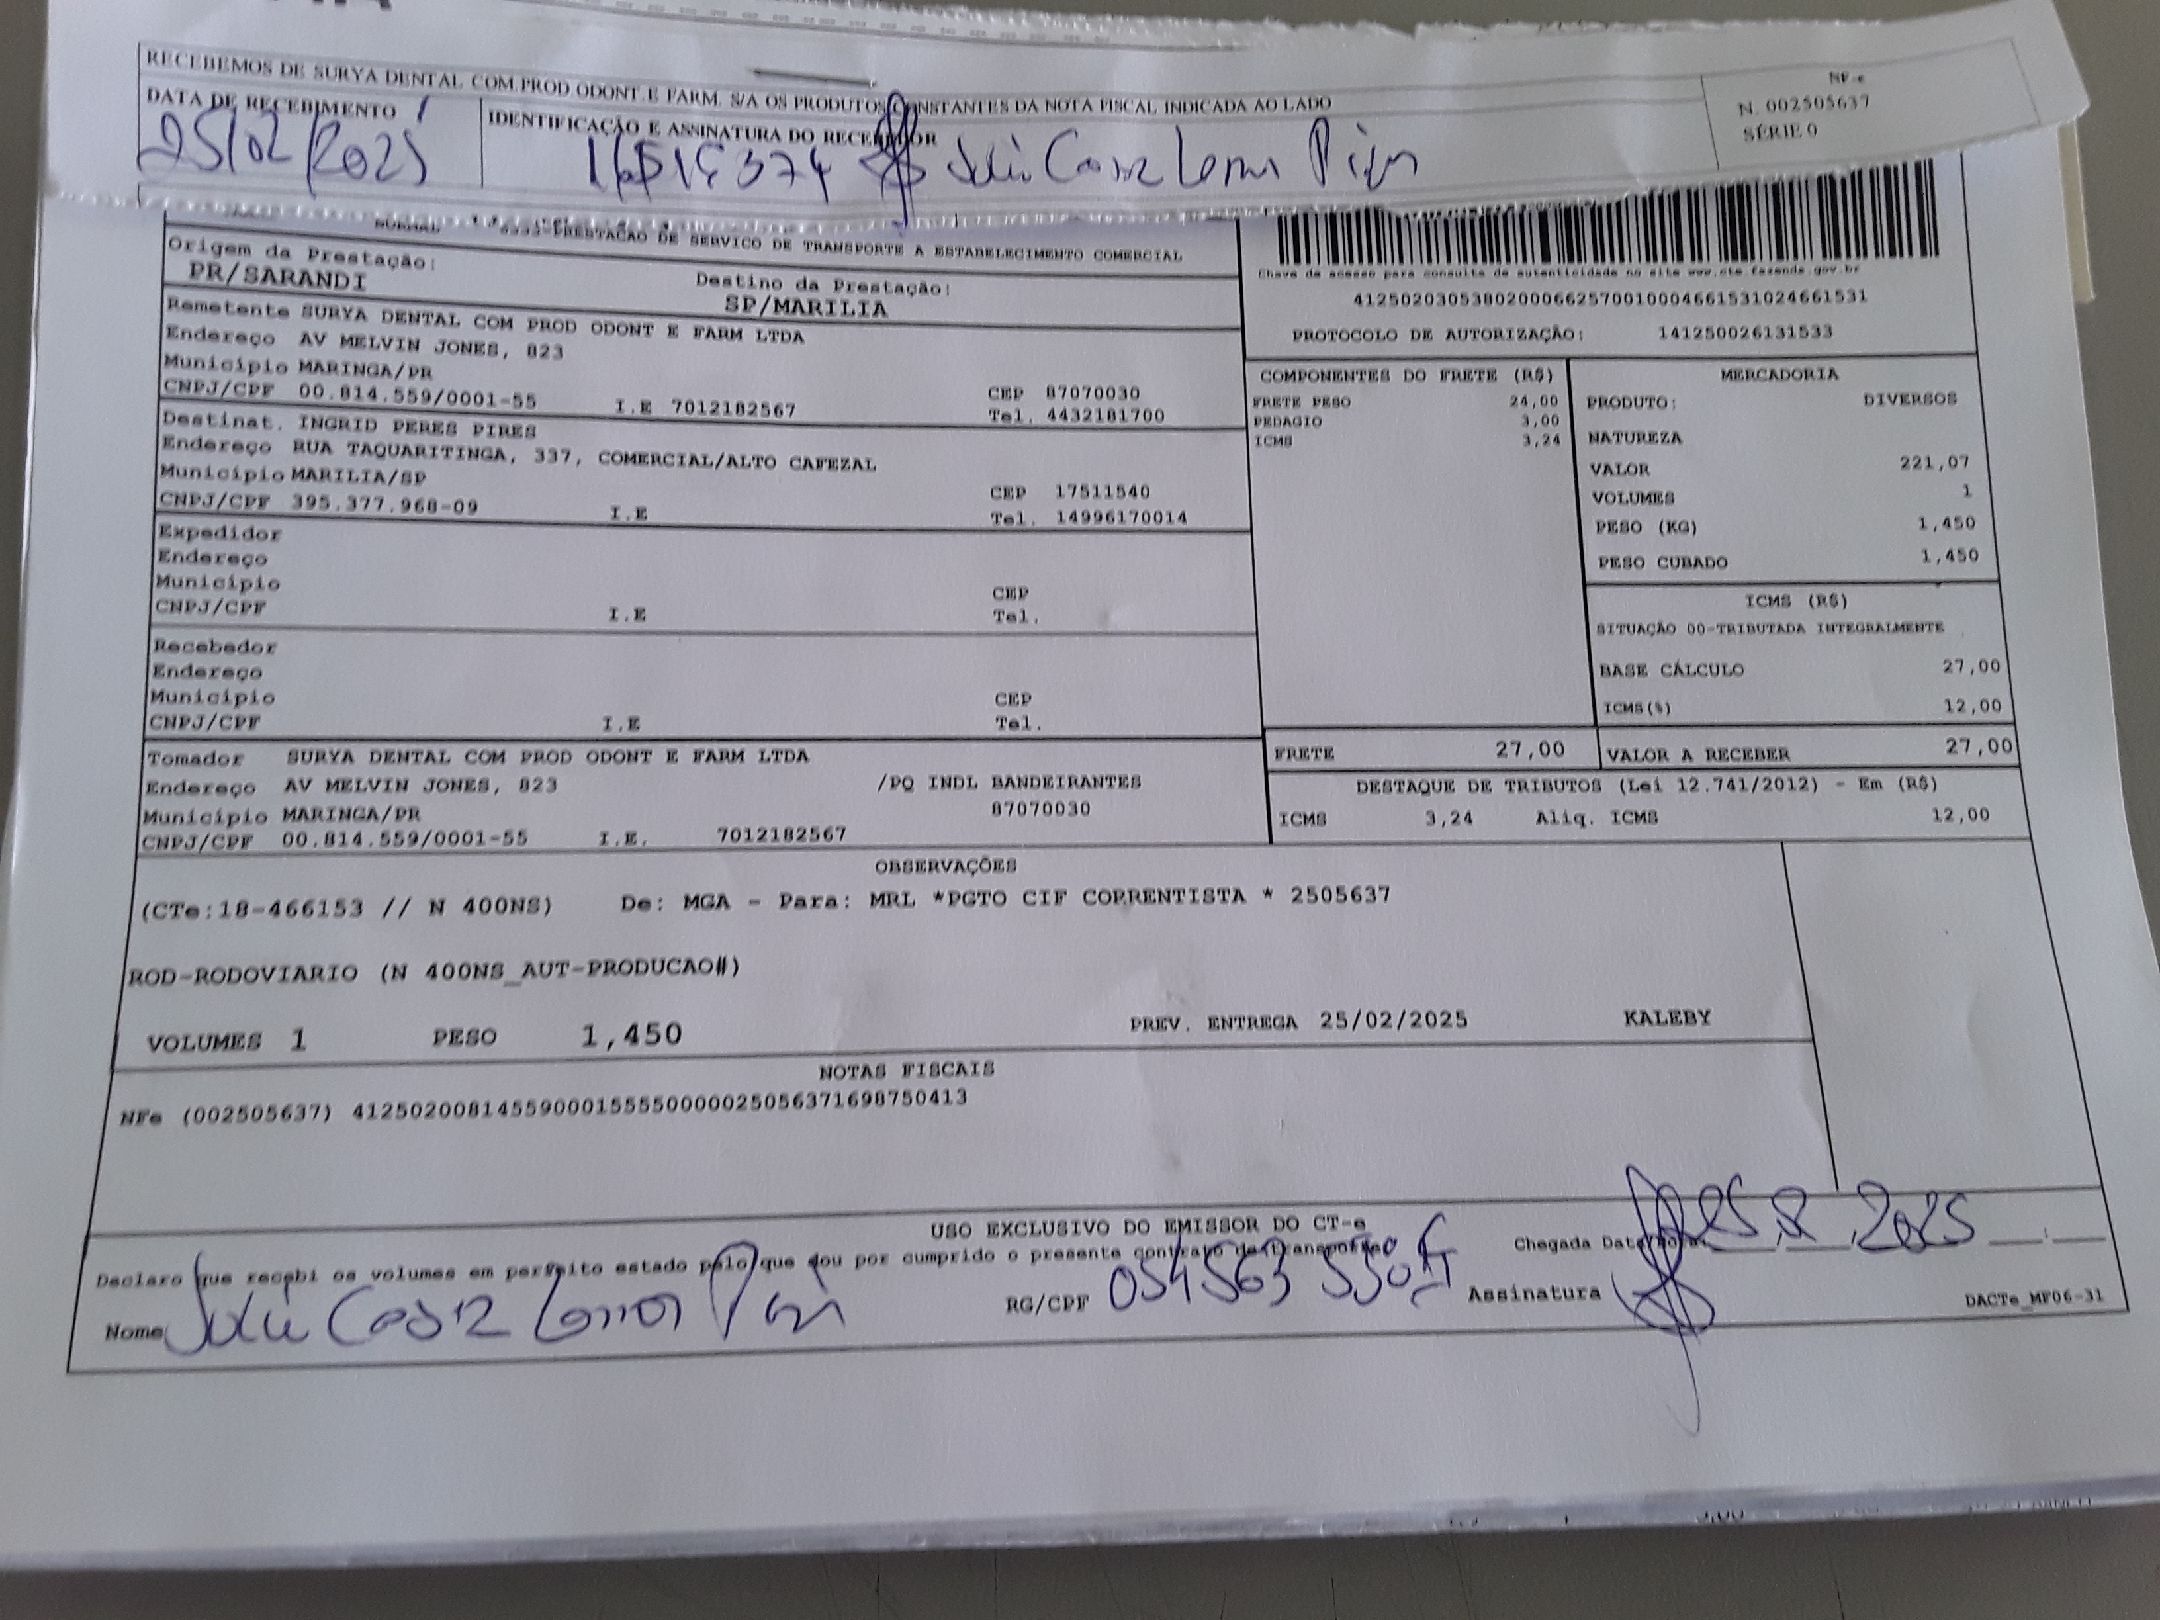 RECEBEMOS DE SURYA DENTAL COM.PROD ODONT.E FARM. S/A OS PRODUTOS CONSTANTES DA NOTA FISCAL INDICADA AO LADO
NF-e
N. 002505637
SÉRIE 0
DATA DE RECEBIMENTO
IDENTIFICAÇÃO E ASSINATURA DO RECEBEDOR
25/02/2025
NORMAL PRESTACAO DE SERVICO DE TRANSPORTE A ESTABELECIMENTO COMERCIAL
Origem da Prestação:
PR/SARANDI
Destino da Prestação:
SP/MARILIA
Remetente SURYA DENTAL COM PROD ODONT E FARM LTDA
Endereço AV MELVIN JONES, 823
Município MARINGA/PR
CEP 87070030
CNPJ/CPF 00.814.559/0001-55 I.E 7012182567
Tel. 4432181700
Destinat. INGRID PERES PIRES
Endereço RUA TAQUARITINGA, 337, COMERCIAL/ALTO CAFEZAL
Município MARILIA/SP
CEP 17511540
CNPJ/CPF 395.377.968-09 I.E
Tel. 14996170014
Expedidor
Endereço
Município
CEP
CNPJ/CPF I.E Tel.
Recebedor
Endereço
Município
CEP
CNPJ/CPF I.E Tel.
Tomador SURYA DENTAL COM PROD ODONT E FARM LTDA
Endereço AV MELVIN JONES, 823 /PQ INDL BANDEIRANTES
Município MARINGA/PR 87070030
CNPJ/CPF 00.814.559/0001-55 I.E. 7012182567
Chave de acesso para consulta de autenticidade no site www.cte.fazenda.gov.br
41250203053802000662570010004661531024661531
PROTOCOLO DE AUTORIZAÇÃO: 141250026131533
COMPONENTES DO FRETE (R$)
FRETE PESO 24,00
PEDAGIO 3,00
ICMS 3,24
MERCADORIA
PRODUTO: DIVERSOS
NATUREZA
VALOR 221,07
VOLUMES 1
PESO (KG) 1,450
PESO CUBADO 1,450
ICMS (R$)
SITUAÇÃO 00-TRIBUTADA INTEGRALMENTE
BASE CÁLCULO 27,00
ICMS(%) 12,00
FRETE 27,00
VALOR A RECEBER 27,00
DESTAQUE DE TRIBUTOS (Lei 12.741/2012) - Em (R$)
ICMS 3,24 Aliq. ICMS 12,00
OBSERVAÇÕES
(CTe:18-466153 // N 400NS) De: MGA - Para: MRL *PGTO CIF CORRENTISTA * 2505637
ROD-RODOVIARIO (N 400NS_AUT-PRODUCAO#)
VOLUMES 1 PESO 1,450 PREV. ENTREGA 25/02/2025 KALEBY
NOTAS FISCAIS
NFe (002505637) 41250200814559000155550000025056371698750413
USO EXCLUSIVO DO EMISSOR DO CT-e
Declaro que recebi os volumes em perfeito estado pelo que dou por cumprido o presente contrato de transporte
Chegada Data/Hora 2025
Nome
RG/CPF
Assinatura
DACTe_MF06-31